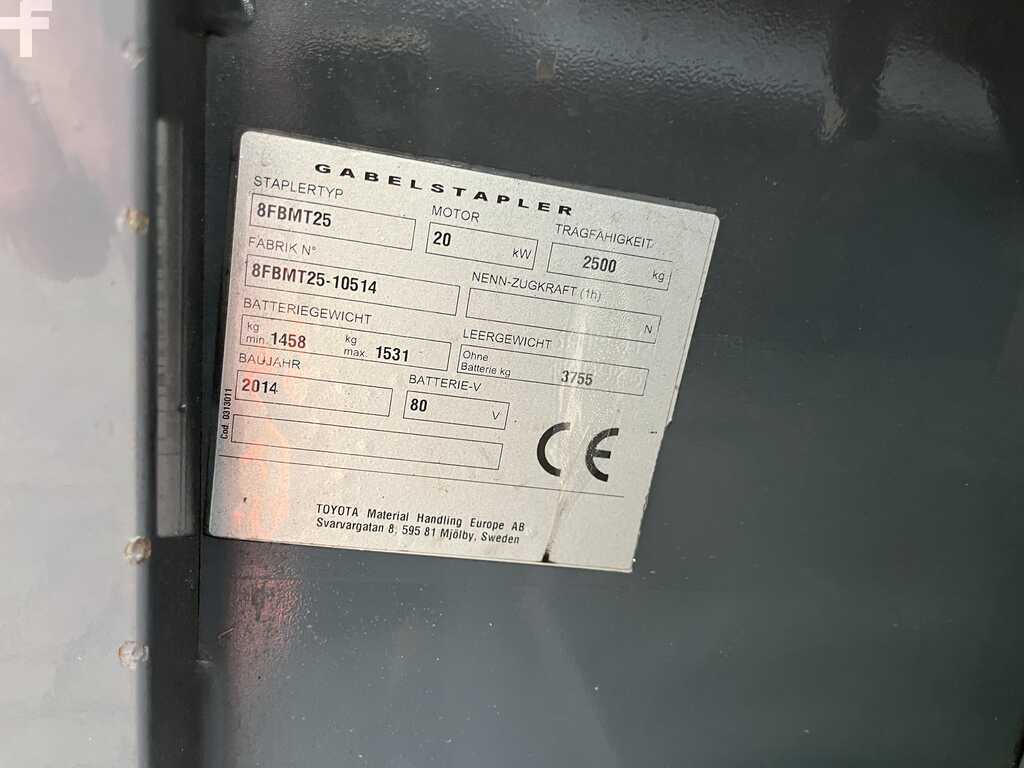 GABELSTAPLER
STAPLERTYP MOTOR TRAGFÄHIGKEIT
8FBMT25 20 kW 2500 kg
FABRIK N° NENN-ZUGKRAFT (1h)
8FBMT25-10514 N
BATTERIEGEWICHT LEERGEWICHT
kg min. 1458 kg max. 1531 Ohne Batterie kg 3755
BAUJAHR BATTERIE-V
2014 80 V
Cod. 0313011
CE
TOYOTA Material Handling Europe AB
Svarvargatan 8, 595 81 Mjölby, Sweden